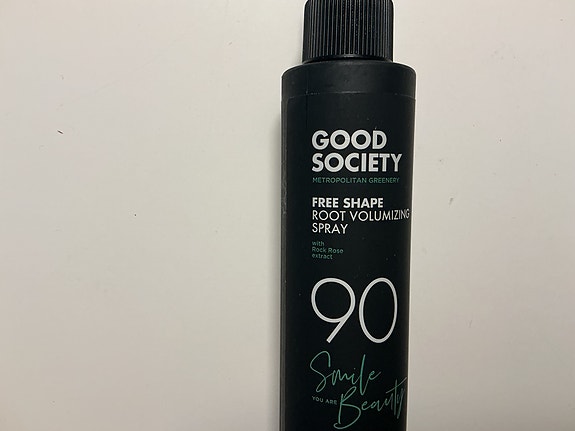 GOOD
SOCIETY
METROPOLITAN GREENERY
FREE SHAPE
ROOT VOLUMIZING
SPRAY
with
Rock Rose
extract
90
Smile
YOU ARE Beauty